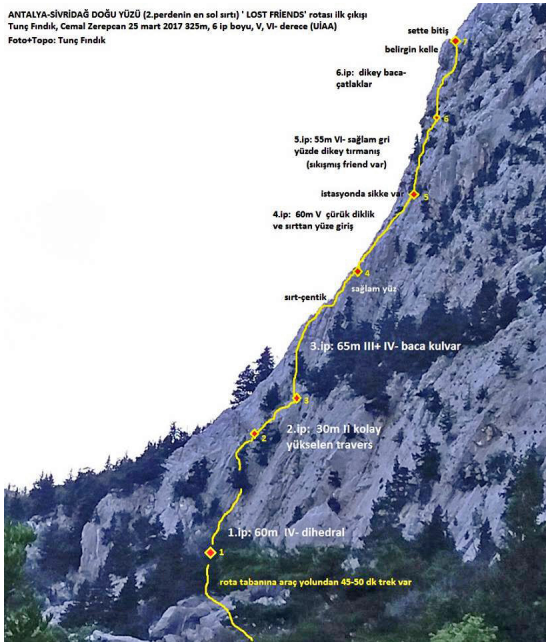 ANTALYA-SİVRİDAĞ DOĞU YÜZÜ (2.perdenin en sol sırtı) ' LOST FRİENDS' rotası ilk çıkışı
Tunç Fındık, Cemal Zerepcan 25 mart 2017 325m, 6 ip boyu, V, VI- derece (UİAA)
Foto+Topo: Tunç Fındık
sette bitiş
7
belirgin kelle
6.ip: dikey baca-
çatlaklar
6
5.ip: 55m VI- sağlam gri
yüzde dikey tırmanış
(sıkışmış friend var)
istasyonda sikke var
5
4.ip: 60m V çürük diklik
ve sırttan yüze giriş
4
sağlam yüz
sırt-çentik
3.ip: 65m III+ IV- baca kulvar
3
2.ip: 30m II kolay
yükselen travers
2
1.ip: 60m IV- dihedral
1
rota tabanına araç yolundan 45-50 dk trek var